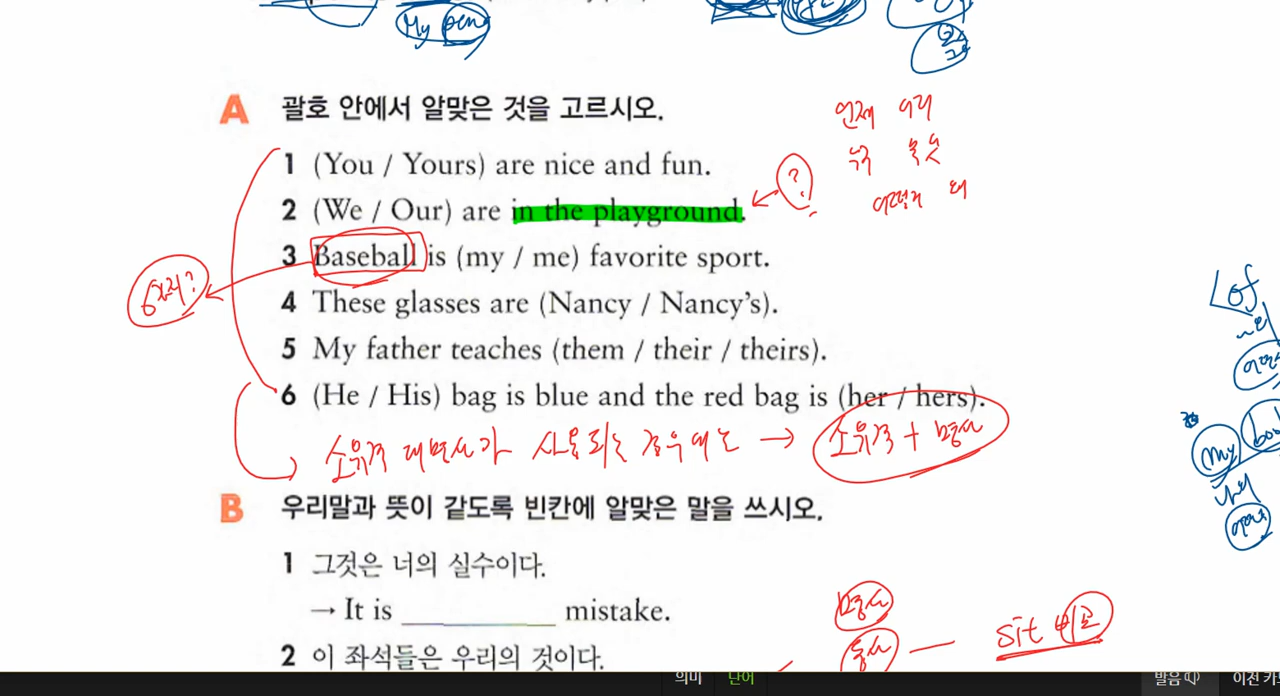 My pen
A 괄호 안에서 알맞은 것을 고르시오.
언제 어디
누구 무엇
어떻게 왜
?
1 (You / Yours) are nice and fun.
2 (We / Our) are in the playground.
3 Baseball is (my / me) favorite sport.
4 These glasses are (Nancy / Nancy's).
5 My father teaches (them / their / theirs).
6 (He / His) bag is blue and the red bag is (her / hers).
소유격 대명사가 사용되는 경우에는 → 소유격 + 명사
of
My book
나의
B 우리말과 뜻이 같도록 빈칸에 알맞은 말을 쓰시오.
1 그것은 너의 실수이다.
→ It is ________ mistake.
명사
동사 — sit
2 이 좌석들은 우리의 것이다.
의미 단어 발음 이전